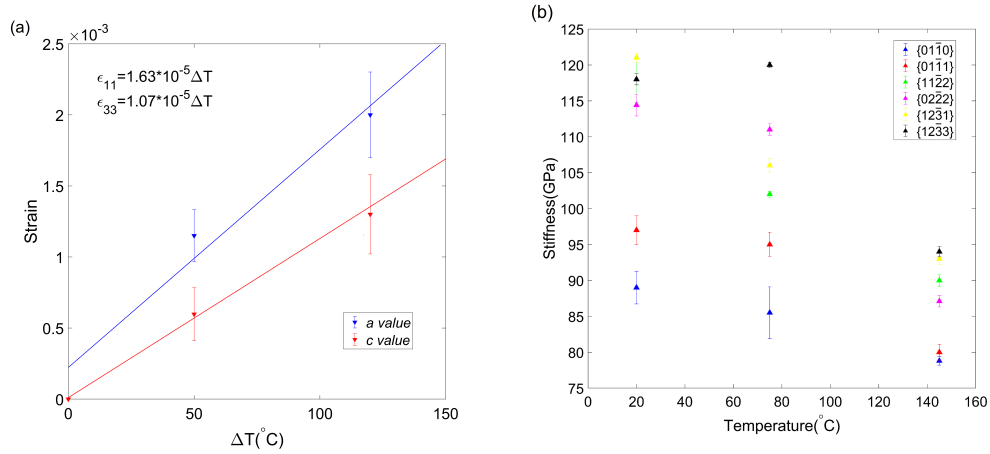 (a)
×10⁻³
2.5
2
1.5
1
0.5
0
Strain
ϵ₁₁=1.63*10⁻⁵ΔT
ϵ₃₃=1.07*10⁻⁵ΔT
a value
c value
0 50 100 150
ΔT(°C)
(b)
125
120
115
110
105
100
95
90
85
80
75
Stiffness(GPa)
{011̅0}
{011̅1}
{112̅2}
{022̅2}
{123̅1}
{123̅3}
0 20 40 60 80 100 120 140 160
Temperature(°C)